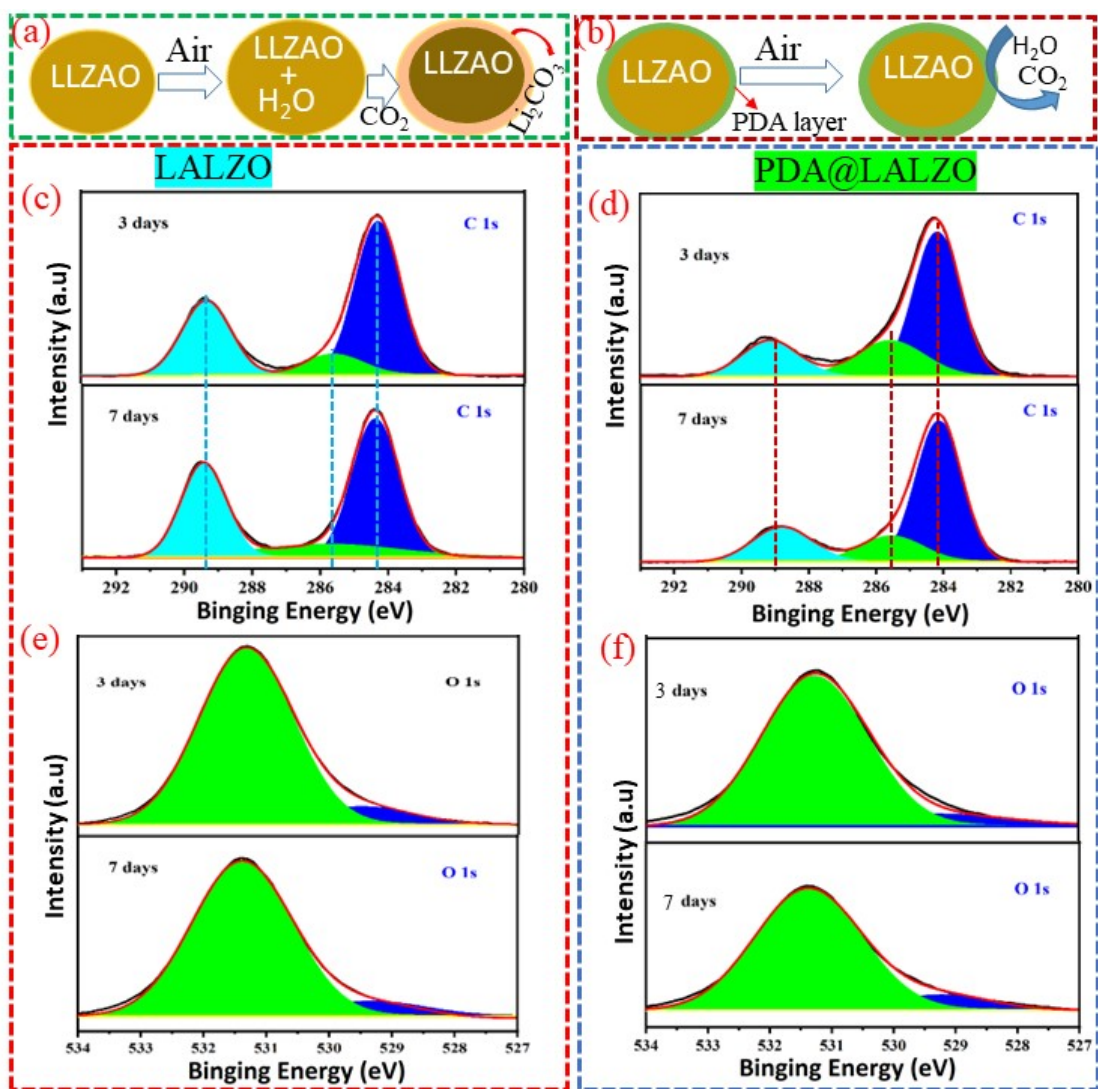 (a)
LLZAO
Air
LLZAO
+
H₂O
CO₂
LLZAO
Li₂CO₃
(b)
LLZAO
PDA layer
Air
LLZAO
H₂O
CO₂
LALZO
(c)
3 days
C 1s
7 days
C 1s
Intensity (a.u)
292 290 288 286 284 282 280
Binging Energy (eV)
PDA@LALZO
(d)
3 days
C 1s
7 days
C 1s
Intensity (a.u)
292 290 288 286 284 282 280
Binging Energy (eV)
(e)
3 days
O 1s
7 days
O 1s
Intensity (a.u)
534 533 532 531 530 529 528 527
Binging Energy (eV)
(f)
3 days
O 1s
7 days
O 1s
Intensity (a.u)
534 533 532 531 530 529 528 527
Binging Energy (eV)